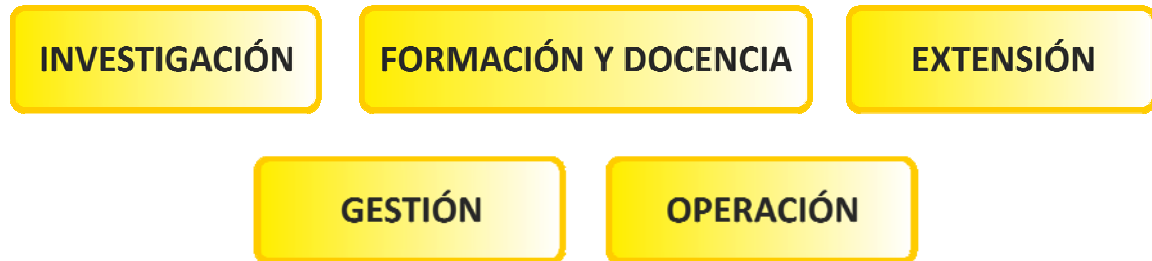 INVESTIGACIÓN
FORMACIÓN Y DOCENCIA
EXTENSIÓN
GESTIÓN
OPERACIÓN